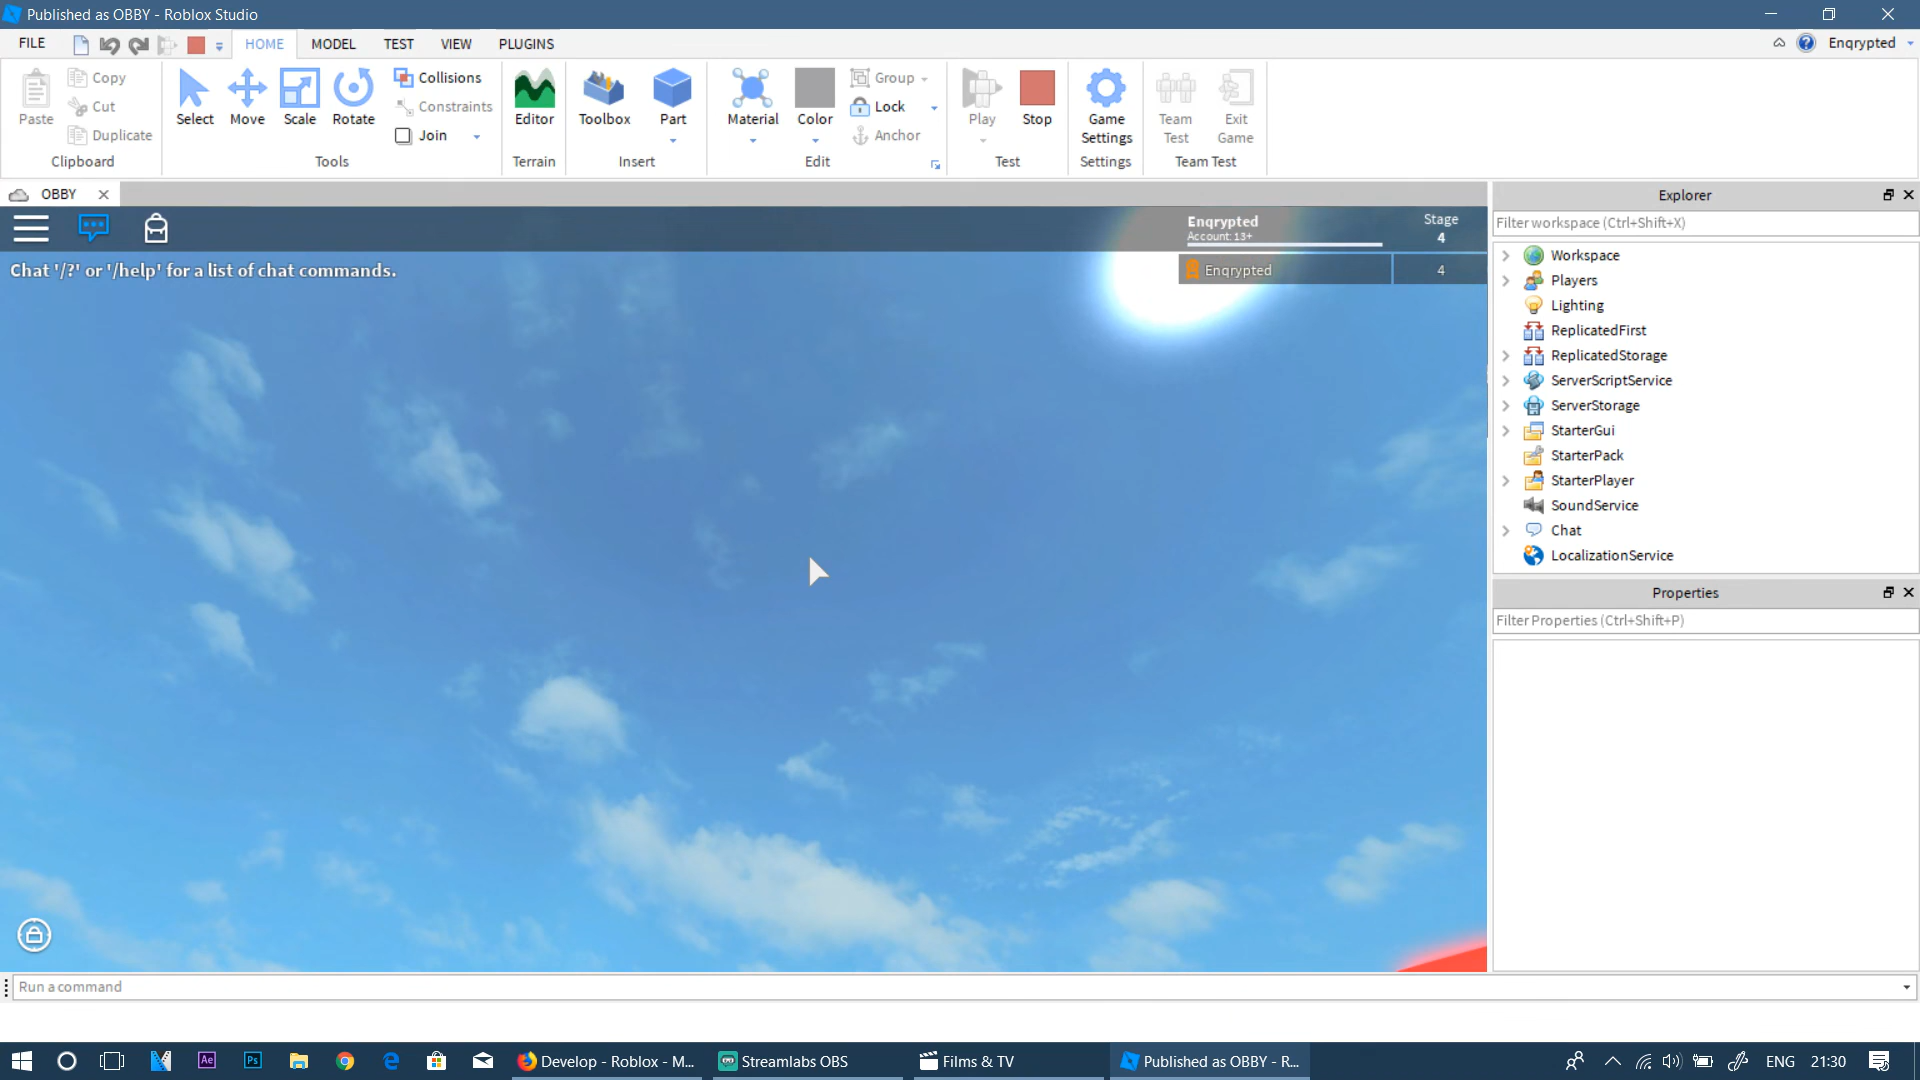 Published as OBBY - Roblox Studio
FILE HOME MODEL TEST VIEW PLUGINS Enqrypted
Paste Copy Cut Duplicate
Clipboard
Select Move Scale Rotate Collisions Constraints Join
Tools
Editor
Terrain
Toolbox Part
Insert
Material Color Group Lock Anchor
Edit
Play Stop
Test
Game Settings
Settings
Team Test Exit Game
Team Test
OBBY
Enqrypted
Account: 13+
Stage
4
Enqrypted 4
Chat '/?' or '/help' for a list of chat commands.
Explorer
Filter workspace (Ctrl+Shift+X)
Workspace
Players
Lighting
ReplicatedFirst
ReplicatedStorage
ServerScriptService
ServerStorage
StarterGui
StarterPack
StarterPlayer
SoundService
Chat
LocalizationService
Properties
Filter Properties (Ctrl+Shift+P)
Run a command
Ae Ps Develop - Roblox - M... Streamlabs OBS Films & TV Published as OBBY - R... ENG 21:30